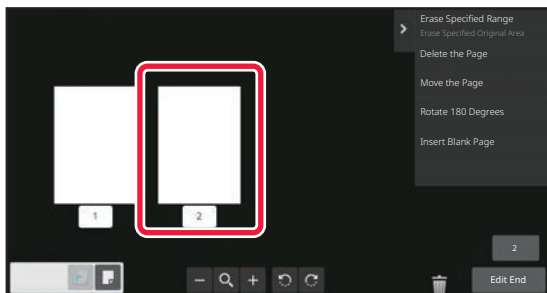 Erase Specified Range
Erase Specified Original Area
Delete the Page
Move the Page
Rotate 180 Degrees
Insert Blank Page
1
2
2
Edit End